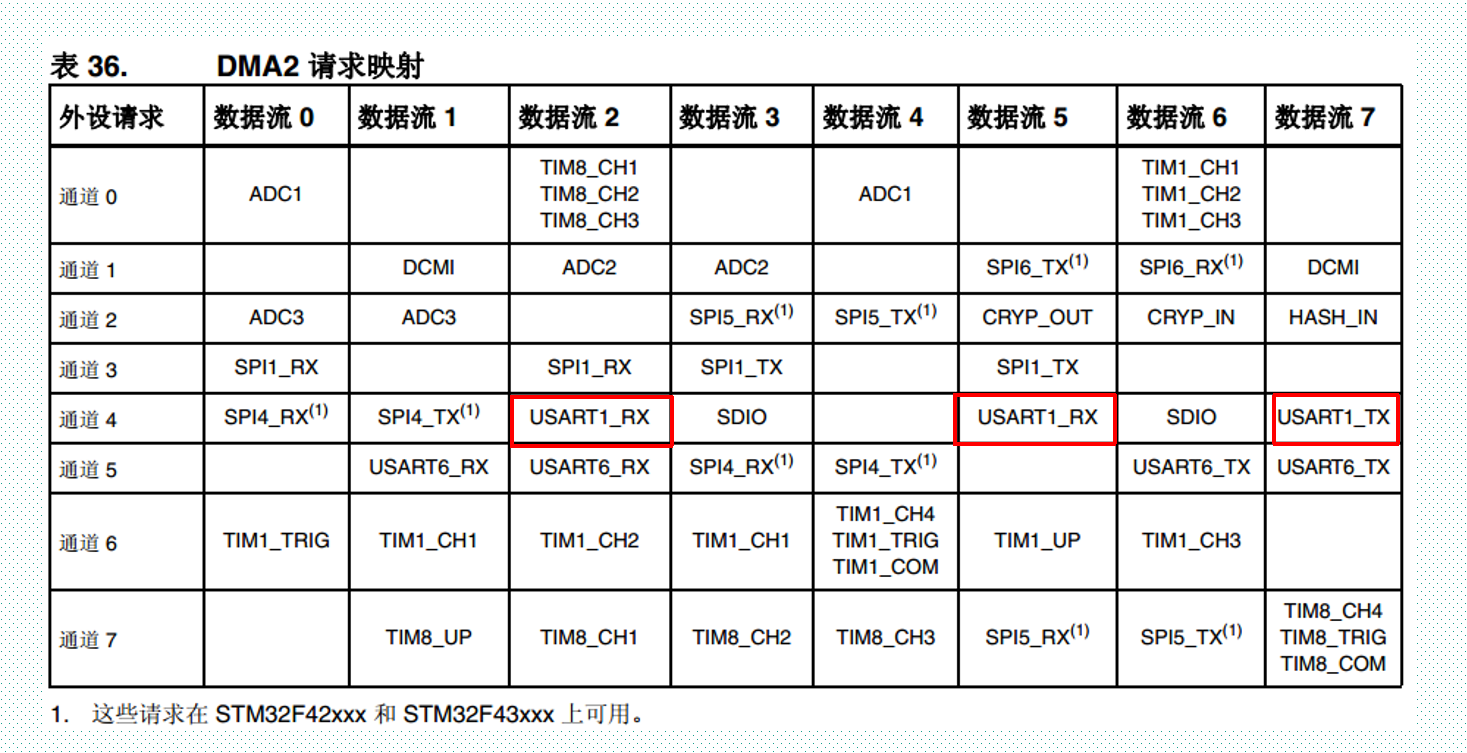 表 36. DMA2 请求映射
外设请求 数据流 0 数据流 1 数据流 2 数据流 3 数据流 4 数据流 5 数据流 6 数据流 7
通道 0 ADC1 TIM8_CH1 TIM8_CH2 TIM8_CH3 ADC1 TIM1_CH1 TIM1_CH2 TIM1_CH3
通道 1 DCMI ADC2 ADC2 SPI6_TX(1) SPI6_RX(1) DCMI
通道 2 ADC3 ADC3 SPI5_RX(1) SPI5_TX(1) CRYP_OUT CRYP_IN HASH_IN
通道 3 SPI1_RX SPI1_RX SPI1_TX SPI1_TX
通道 4 SPI4_RX(1) SPI4_TX(1) USART1_RX SDIO USART1_RX SDIO USART1_TX
通道 5 USART6_RX USART6_RX SPI4_RX(1) SPI4_TX(1) USART6_TX USART6_TX
通道 6 TIM1_TRIG TIM1_CH1 TIM1_CH2 TIM1_CH1 TIM1_CH4 TIM1_TRIG TIM1_COM TIM1_UP TIM1_CH3
通道 7 TIM8_UP TIM8_CH1 TIM8_CH2 TIM8_CH3 SPI5_RX(1) SPI5_TX(1) TIM8_CH4 TIM8_TRIG TIM8_COM
1. 这些请求在 STM32F42xxx 和 STM32F43xxx 上可用。